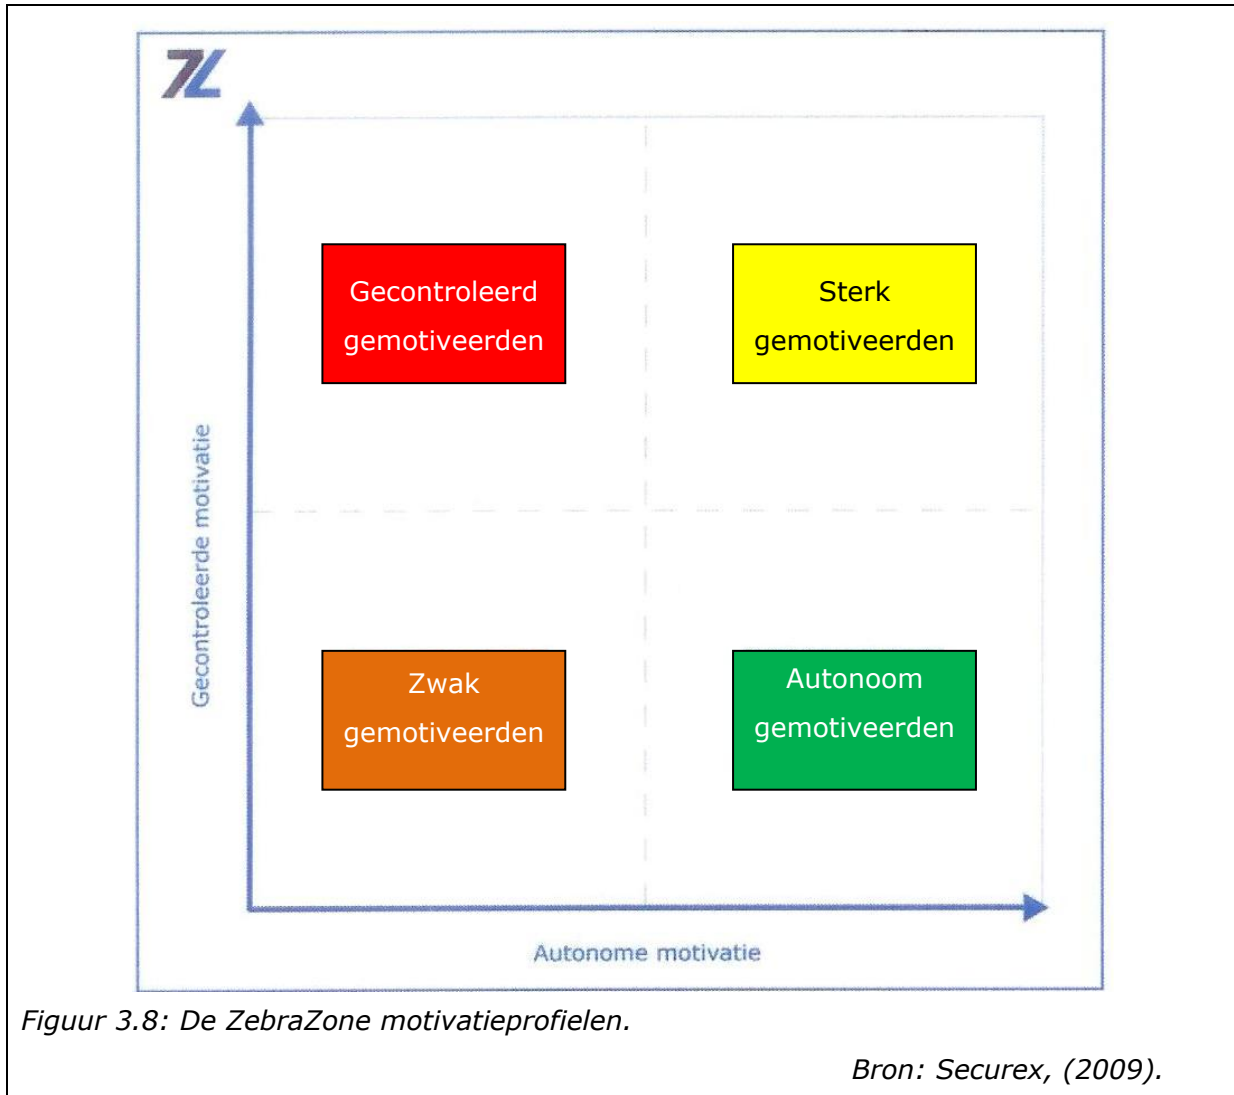 Gecontroleerd
gemotiveerden
Sterk
gemotiveerden
Gecontroleerde motivatie
Zwak
gemotiveerden
Autonoom
gemotiveerden
Autonome motivatie
Figuur 3.8: De ZebraZone motivatieprofielen.
Bron: Securex, (2009).